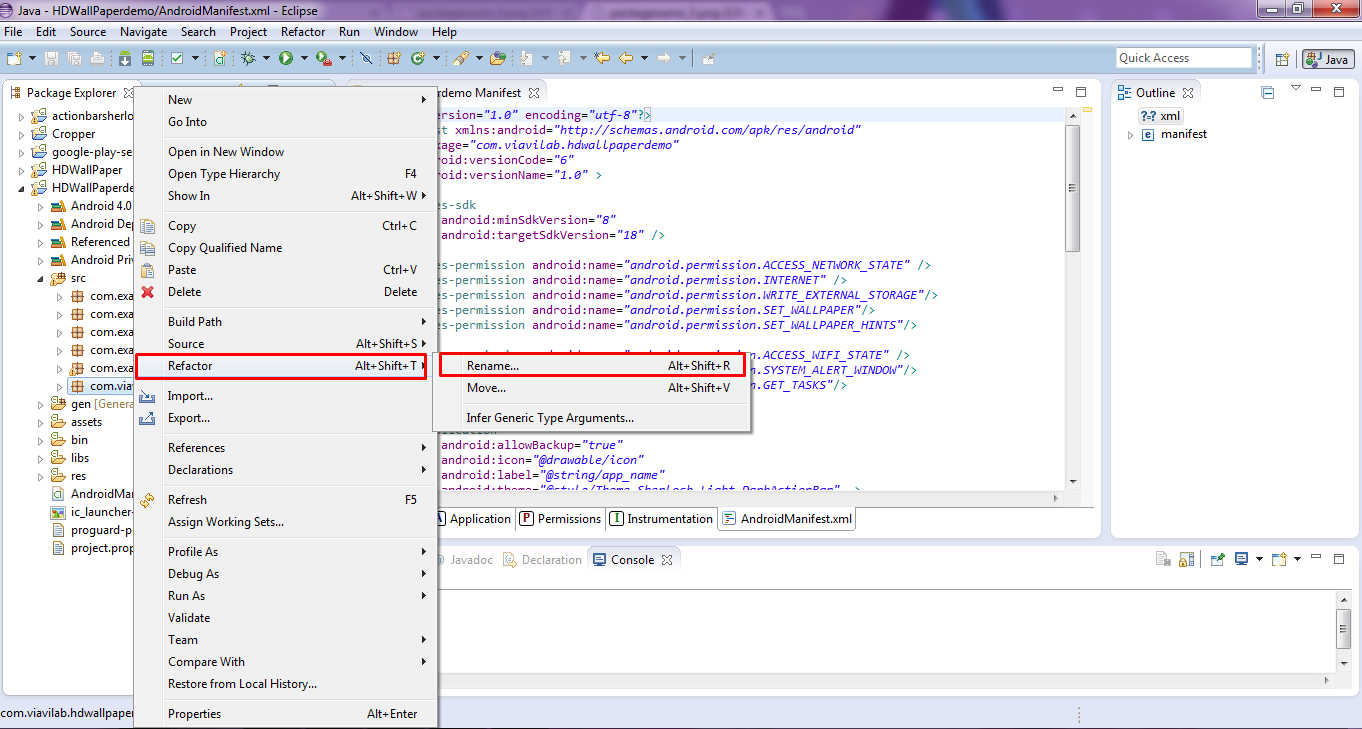 Java - HDWallPaperdemo/AndroidManifest.xml - Eclipse
File Edit Source Navigate Search Project Refactor Run Window Help
Quick Access
Java
Package Explorer
actionbarsherlo
Cropper
google-play-se
HDWallPaper
HDWallPaperde
Android 4.0
Android Dep
Referenced
Android Priv
src
com.exa
com.exa
com.exa
com.exa
com.exa
com.viav
gen [Genera
assets
bin
libs
res
AndroidMan
ic_launcher-
proguard-p
project.prop
New
Go Into
Open in New Window
Open Type Hierarchy F4
Show In Alt+Shift+W
Copy Ctrl+C
Copy Qualified Name
Paste Ctrl+V
Delete Delete
Build Path
Source Alt+Shift+S
Refactor Alt+Shift+T
Import...
Export...
References
Declarations
Refresh F5
Assign Working Sets...
Profile As
Debug As
Run As
Validate
Team
Compare With
Restore from Local History...
Properties Alt+Enter
Rename... Alt+Shift+R
Move... Alt+Shift+V
Infer Generic Type Arguments...
erdemo Manifest
ersion="1.0" encoding="utf-8"?>
st xmlns:android="http://schemas.android.com/apk/res/android"
kage="com.viavilab.hdwallpaperdemo"
roid:versionCode="6"
roid:versionName="1.0" >
es-sdk
android:minSdkVersion="8"
android:targetSdkVersion="18" />
es-permission android:name="android.permission.ACCESS_NETWORK_STATE" />
es-permission android:name="android.permission.INTERNET" />
es-permission android:name="android.permission.WRITE_EXTERNAL_STORAGE"/>
es-permission android:name="android.permission.SET_WALLPAPER"/>
es-permission android:name="android.permission.SET_WALLPAPER_HINTS"/>
.ACCESS_WIFI_STATE" />
.SYSTEM_ALERT_WINDOW"/>
.GET_TASKS"/>
android:allowBackup="true"
android:icon="@drawable/icon"
android:label="@string/app_name"
android:theme="@style/Theme.Sherlock.Light.DarkActionBar" >
Application
Permissions
Instrumentation
AndroidManifest.xml
Outline
xml
manifest
Javadoc
Declaration
Console
com.viavilab.hdwallpaper